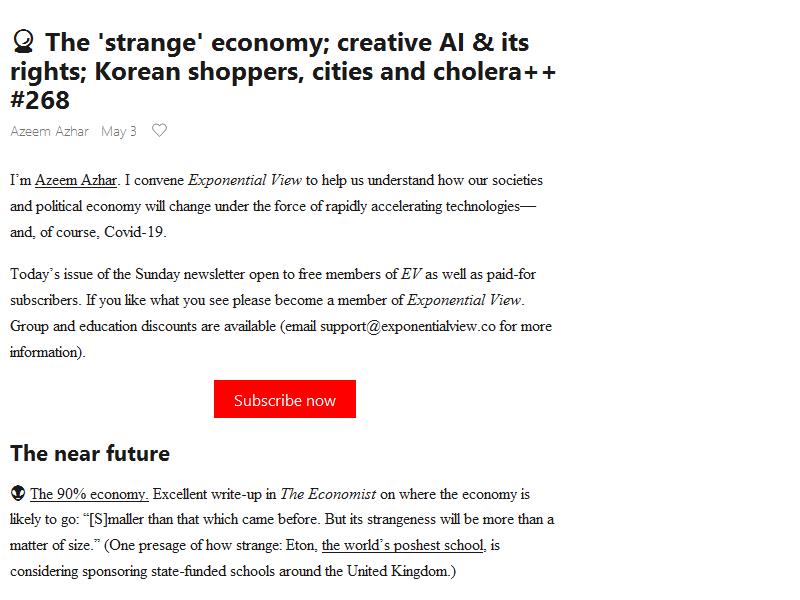 🔮 The 'strange' economy; creative AI & its
rights; Korean shoppers, cities and cholera++
#268
Azeem Azhar May 3
I’m Azeem Azhar. I convene Exponential View to help us understand how our societies
and political economy will change under the force of rapidly accelerating technologies—
and, of course, Covid-19.
Today’s issue of the Sunday newsletter open to free members of EV as well as paid-for
subscribers. If you like what you see please become a member of Exponential View.
Group and education discounts are available (email support@exponentialview.co for more
information).
Subscribe now
The near future
👽 The 90% economy. Excellent write-up in The Economist on where the economy is
likely to go: “[S]maller than that which came before. But its strangeness will be more than a
matter of size.” (One presage of how strange: Eton, the world’s poshest school, is
considering sponsoring state-funded schools around the United Kingdom.)